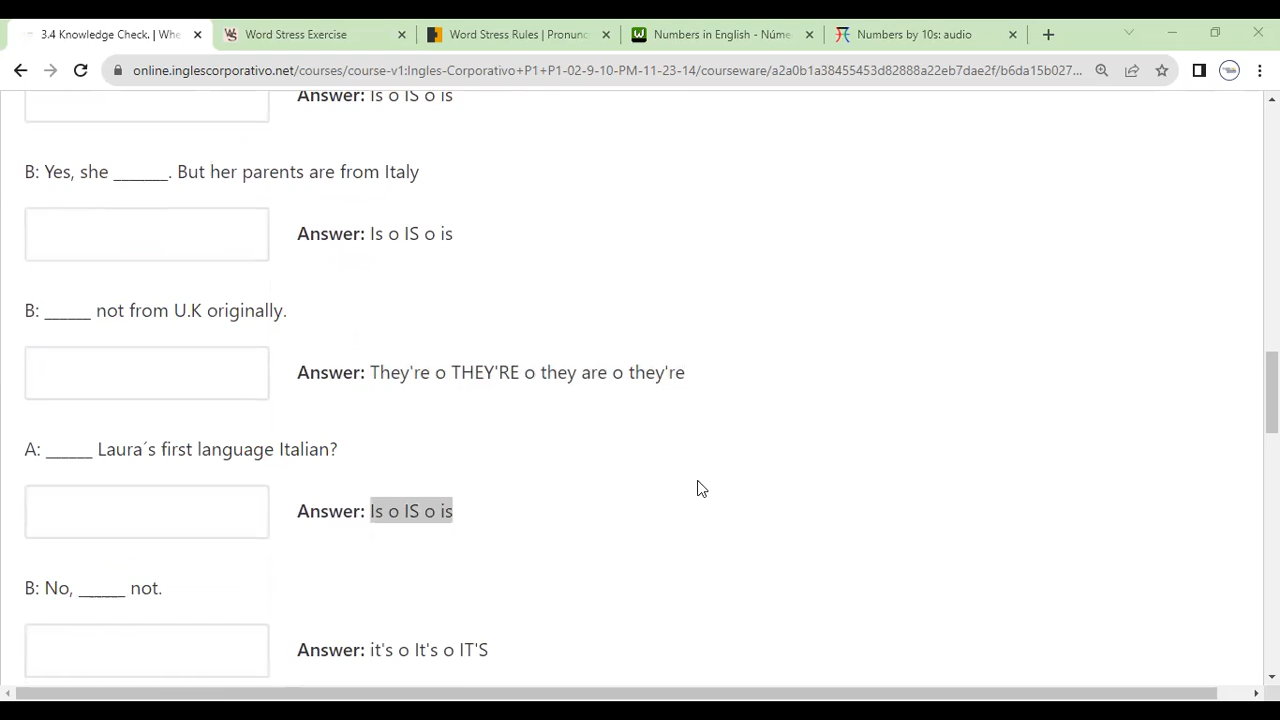 3.4 Knowledge Check. | Whe
Word Stress Exercise
Word Stress Rules | Pronunc
Numbers in English - Núme
Numbers by 10s: audio
online.inglescorporativo.net/courses/course-v1:Ingles-Corporativo+P1+P1-02-9-10-PM-11-23-14/courseware/a2a0b1a38455453d82888a22eb7dae2f/b6da15b027...
Answer: Is o IS o is
B: Yes, she _______. But her parents are from Italy
Answer: Is o IS o is
B: ______ not from U.K originally.
Answer: They're o THEY'RE o they are o they're
A: ______ Laura´s first language Italian?
Answer: Is o IS o is
B: No, ______ not.
Answer: it's o It's o IT'S